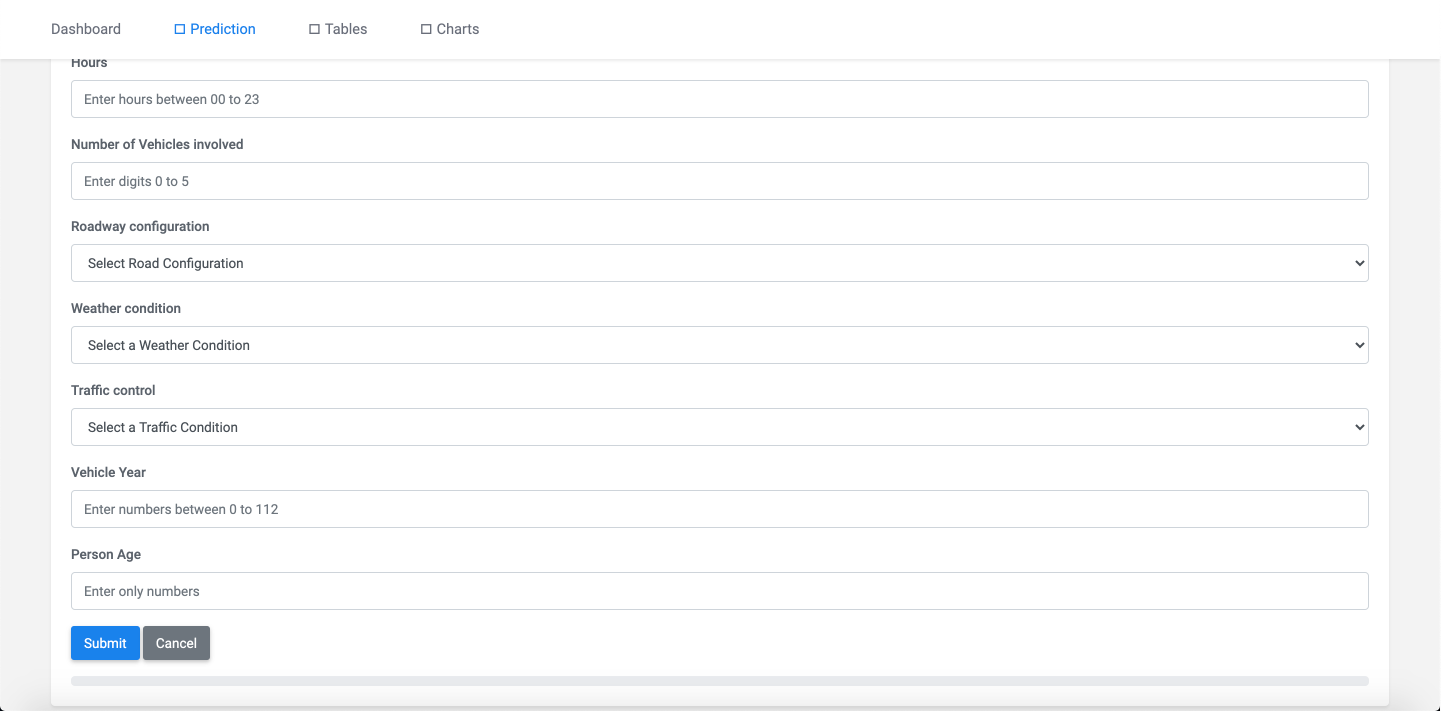 Dashboard
Prediction
Tables
Charts
Hours
Enter hours between 00 to 23
Number of Vehicles involved
Enter digits 0 to 5
Roadway configuration
Select Road Configuration
Weather condition
Select a Weather Condition
Traffic control
Select a Traffic Condition
Vehicle Year
Enter numbers between 0 to 112
Person Age
Enter only numbers
Submit
Cancel